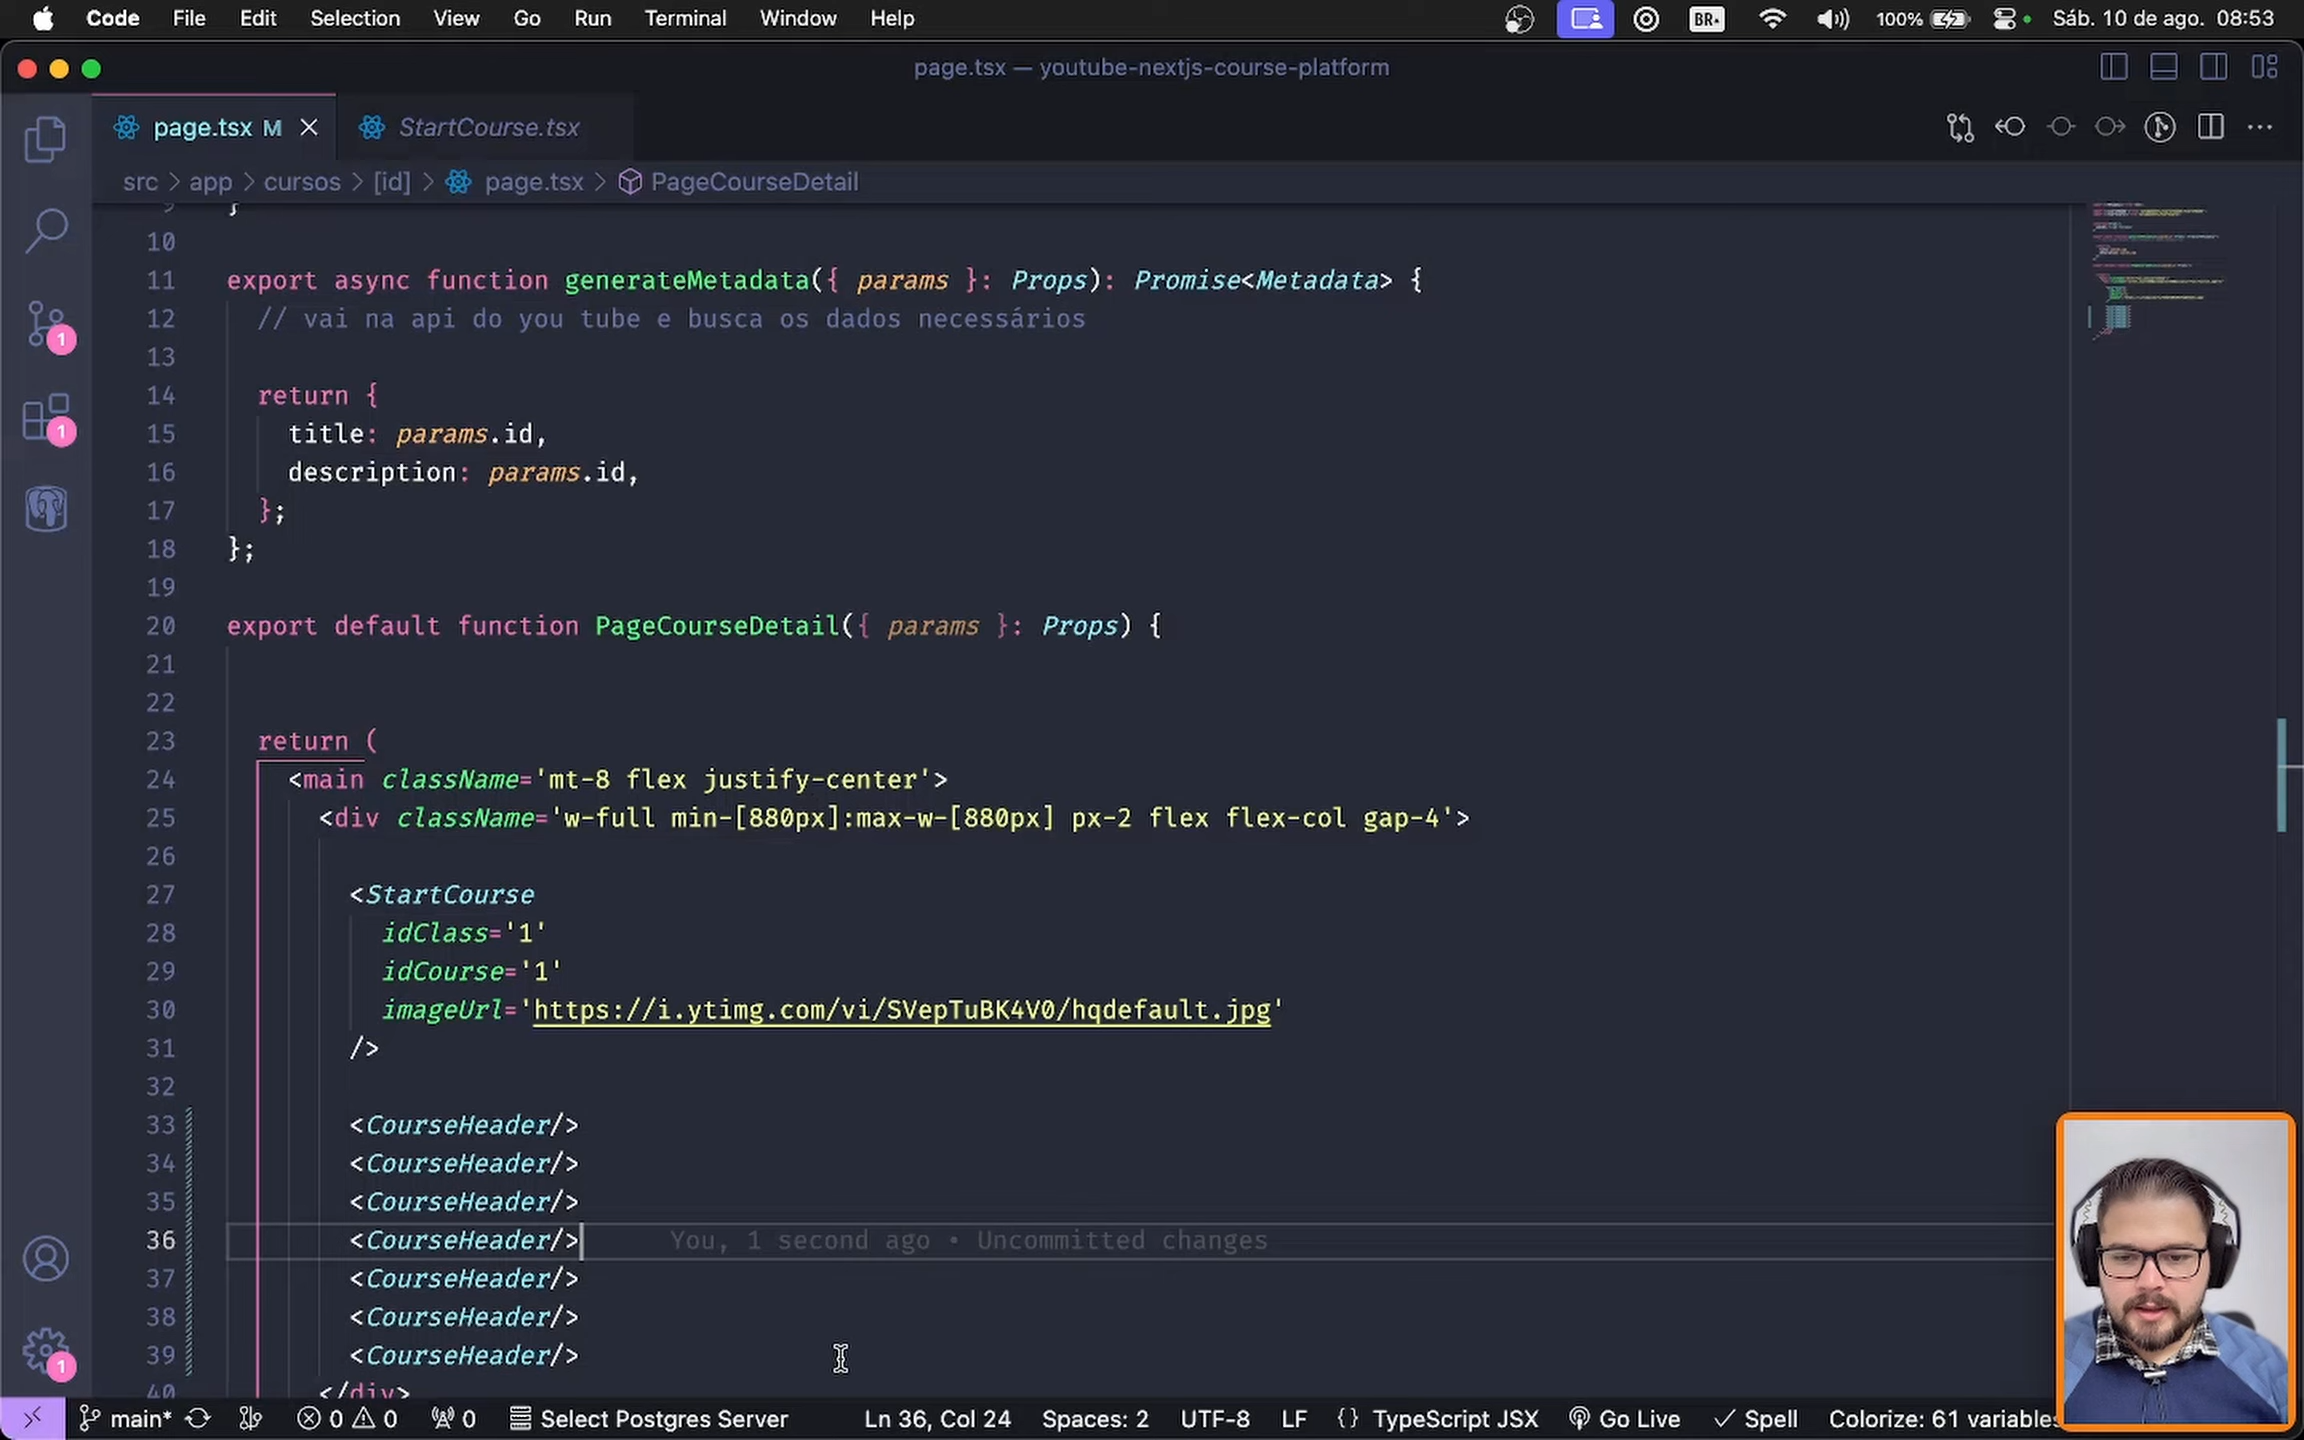 Code File Edit Selection View Go Run Terminal Window Help BR 100% Sáb. 10 de ago. 08:53
page.tsx — youtube-nextjs-course-platform
page.tsx M StartCourse.tsx
src > app > cursos > [id] > page.tsx > PageCourseDetail
9 };
10
11 export async function generateMetadata({ params }: Props): Promise<Metadata> {
12 // vai na api do you tube e busca os dados necessários
13
14 return {
15 title: params.id,
16 description: params.id,
17 };
18 };
19
20 export default function PageCourseDetail({ params }: Props) {
21
22
23 return (
24 <main className='mt-8 flex justify-center'>
25 <div className='w-full min-[880px]:max-w-[880px] px-2 flex flex-col gap-4'>
26
27 <StartCourse
28 idClass='1'
29 idCourse='1'
30 imageUrl='https://i.ytimg.com/vi/SVepTuBK4V0/hqdefault.jpg'
31 />
32
33 <CourseHeader/>
34 <CourseHeader/>
35 <CourseHeader/>
36 <CourseHeader/> You, 1 second ago • Uncommitted changes
37 <CourseHeader/>
38 <CourseHeader/>
39 <CourseHeader/>
40 </div>
1
1
1
main* 0 0 0 Select Postgres Server Ln 36, Col 24 Spaces: 2 UTF-8 LF {} TypeScript JSX Go Live Spell Colorize: 61 variables